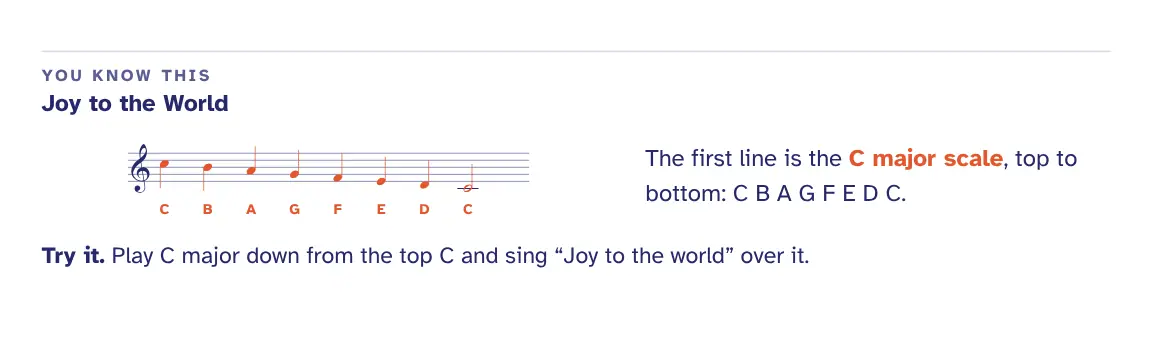 YOU KNOW THIS
Joy to the World
C B A G F E D C
The first line is the C major scale, top to
bottom: C B A G F E D C.
Try it. Play C major down from the top C and sing “Joy to the world” over it.